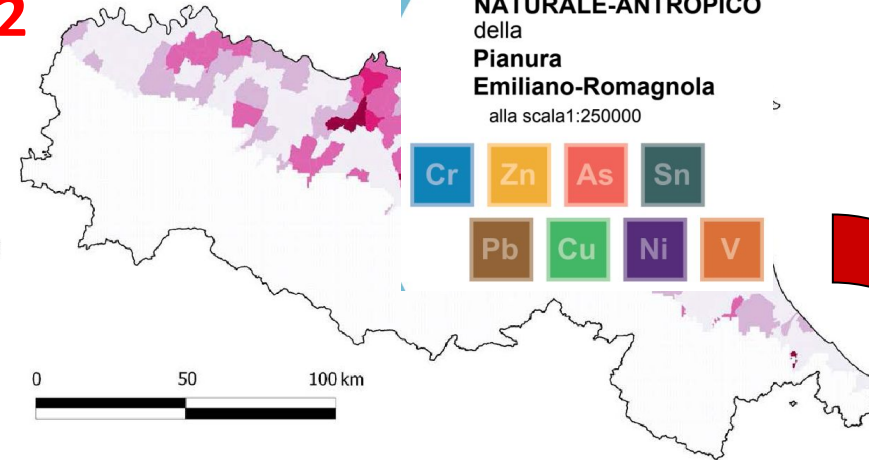 2
NATURALE-ANTROPICO
della
Pianura
Emiliano-Romagnola
alla scala1:250000
Cr Zn As Sn
Pb Cu Ni V
0 50 100 km